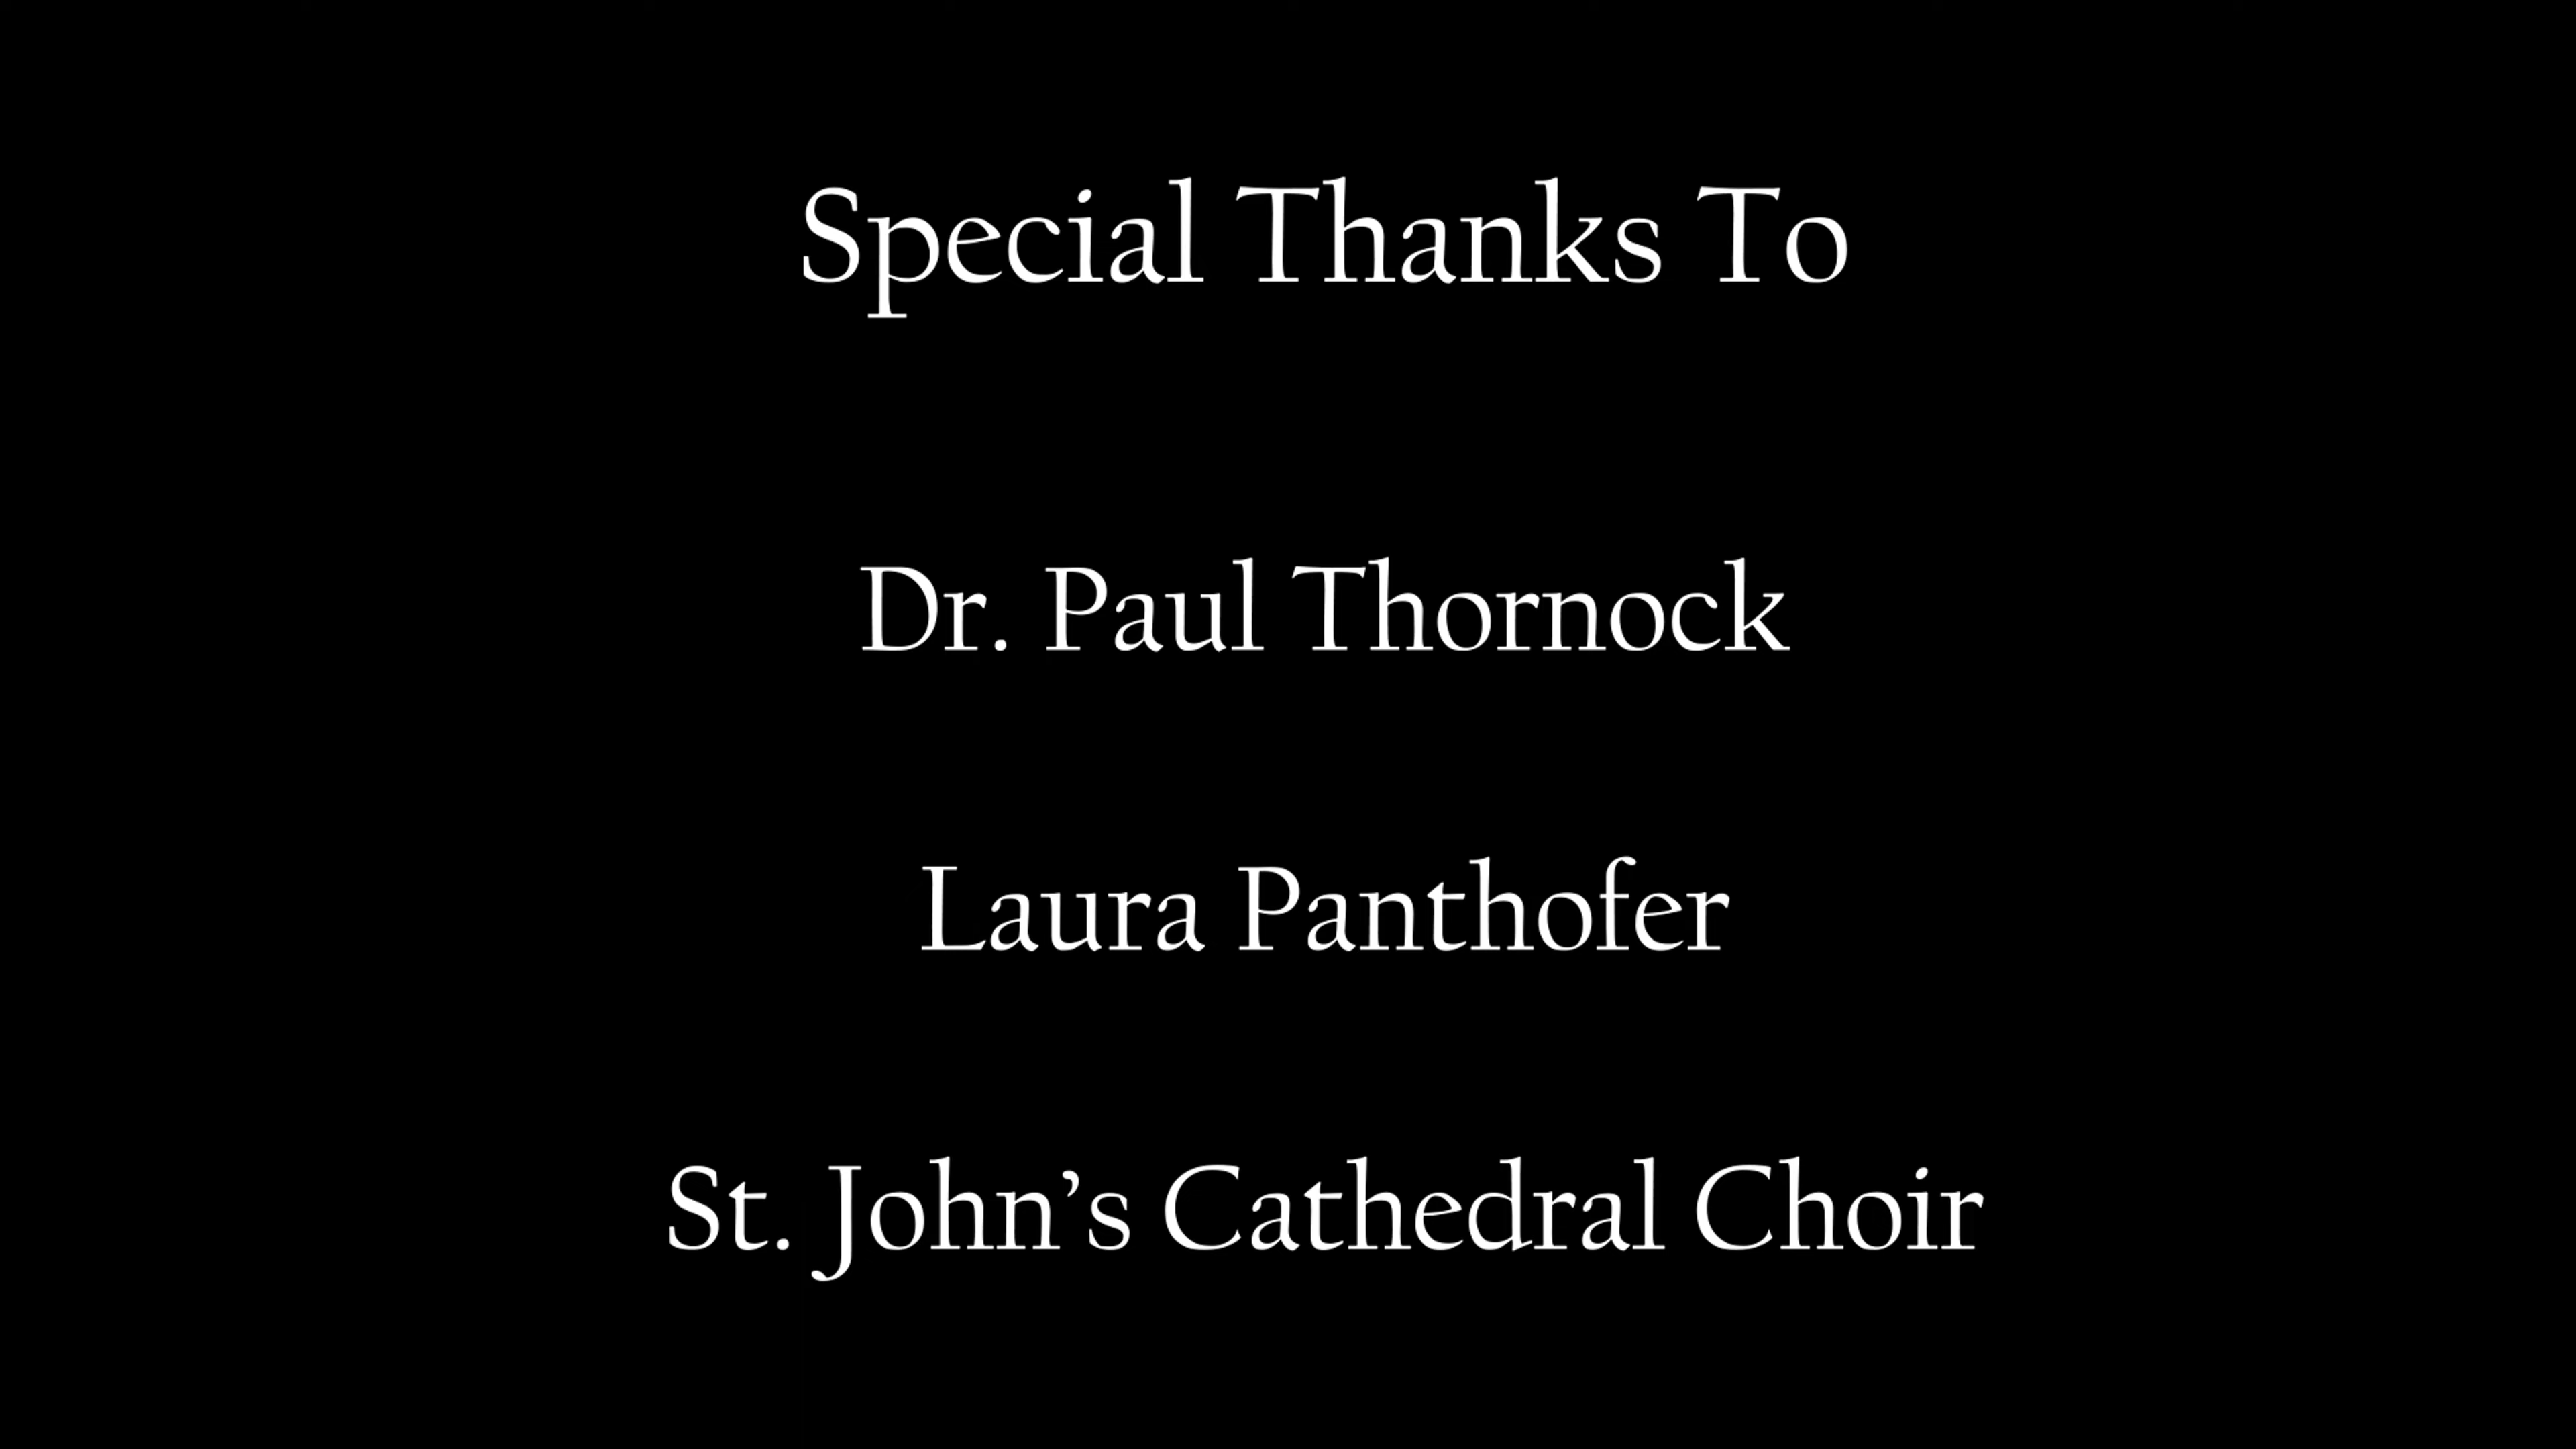 Special Thanks To
Dr. Paul Thornock
Laura Panthofer
St. John’s Cathedral Choir